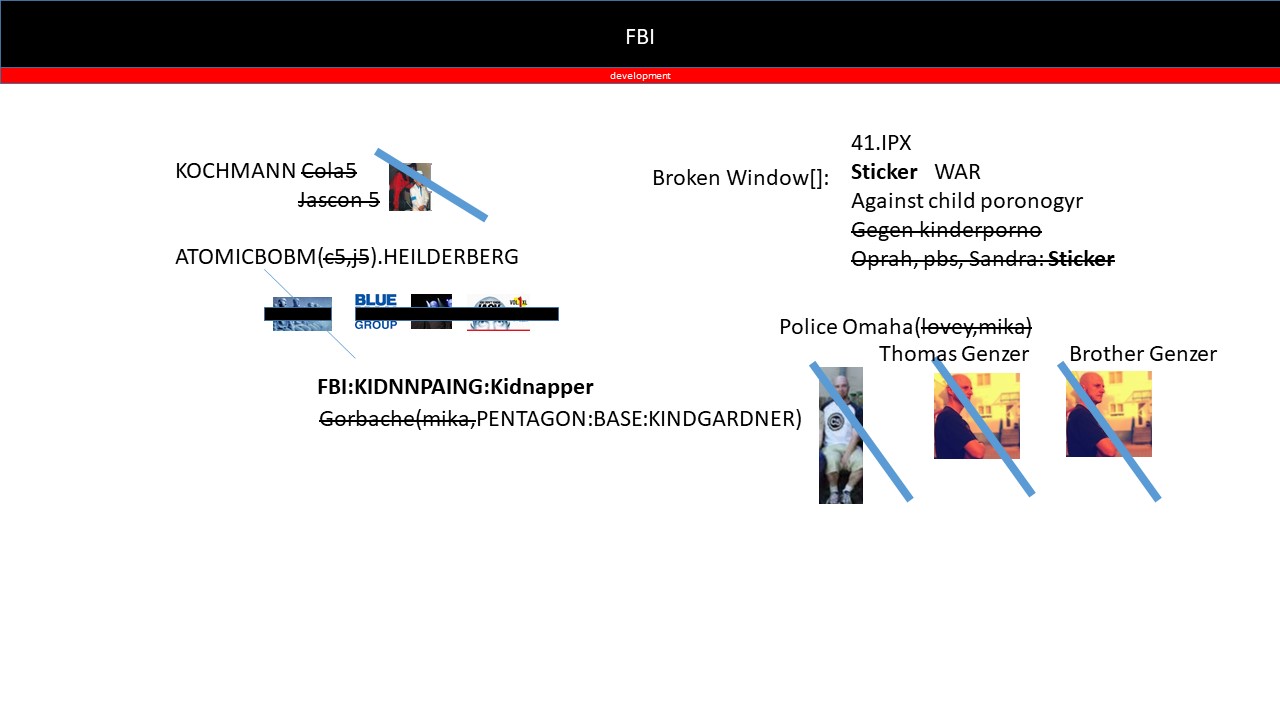 FBI
development
KOCHMANN Cola5
Jascon 5
ATOMICBOBM(c5,j5).HEILDERBERG
BLUE
GROUP
FBI:KIDNNPAING:Kidnapper
Gorbache(mika,PENTAGON:BASE:KINDGARDNER)
Broken Window[]:
41.IPX
Sticker WAR
Against child poronogyr
Gegen kinderporno
Oprah, pbs, Sandra: Sticker
Police Omaha(lovey,mika)
Thomas Genzer
Brother Genzer